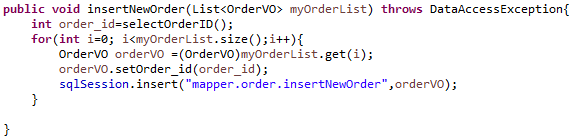 public void insertNewOrder(List<OrderVO> myOrderList) throws DataAccessException{
    int order_id=selectOrderID();
    for(int i=0; i<myOrderList.size();i++){
        OrderVO orderVO =(OrderVO)myOrderList.get(i);
        orderVO.setOrder_id(order_id);
        sqlSession.insert("mapper.order.insertNewOrder",orderVO);
    }
}